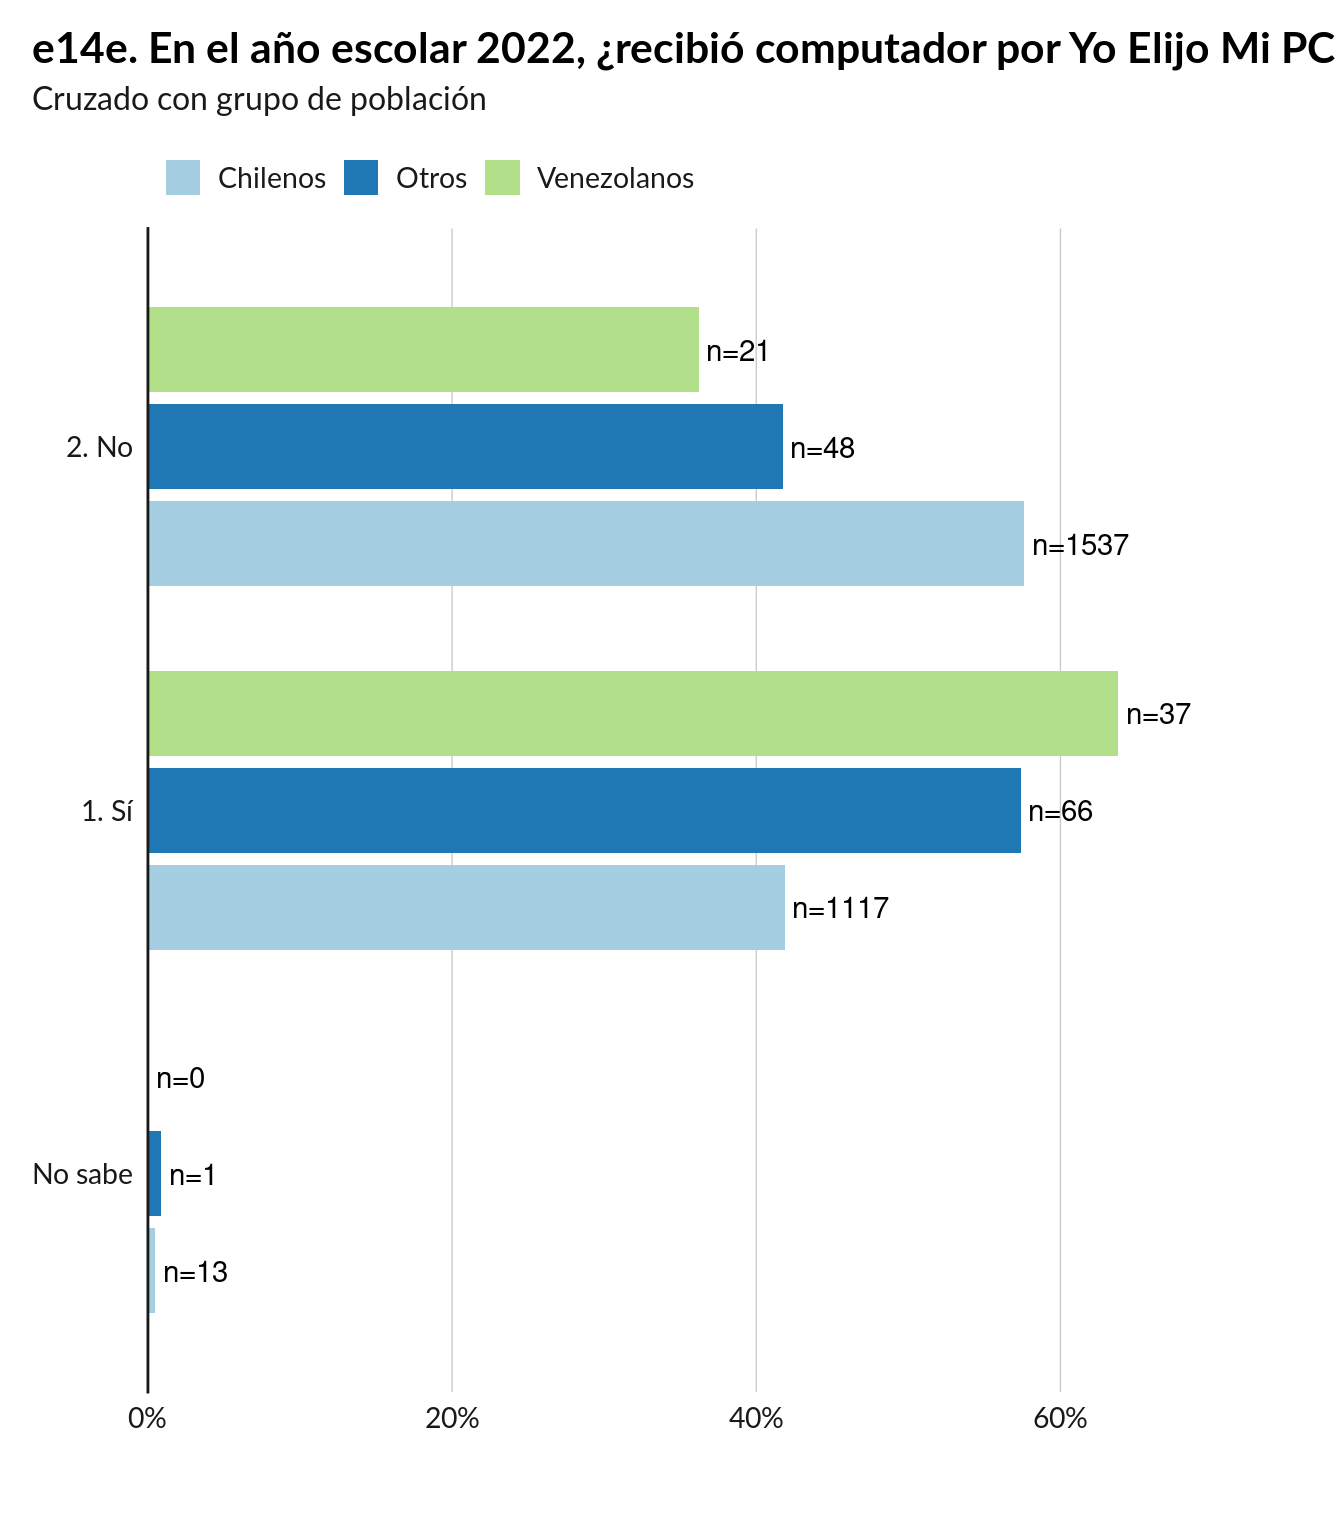 e14e. En el año escolar 2022, ¿recibió computador por Yo Elijo Mi PC
Cruzado con grupo de población
Chilenos Otros Venezolanos
n=21
2. No
n=48
n=1537
n=37
1. Sí
n=66
n=1117
n=0
No sabe
n=1
n=13
0% 20% 40% 60%